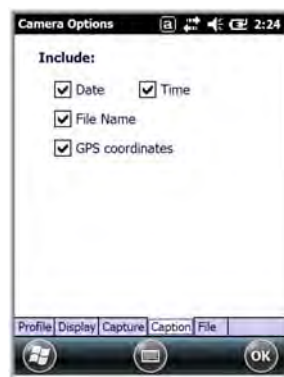 Camera Options a 2:24
Include:
Date Time
File Name
GPS coordinates
Profile Display Capture Caption File
OK